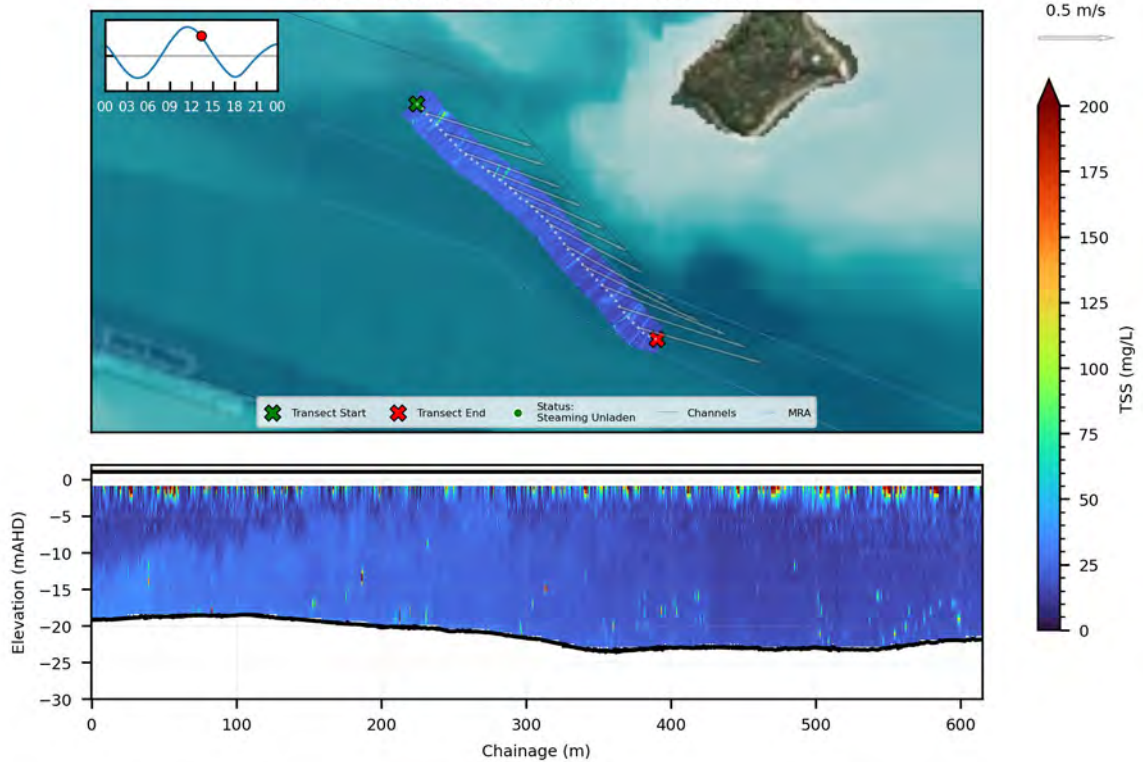 0.5 m/s
00 03 06 09 12 15 18 21 00
Transect Start
Transect End
Status:
Steaming Unladen
Channels
MRA
200
175
150
125
100
75
50
25
0
TSS (mg/L)
0
−5
−10
−15
−20
−25
−30
Elevation (mAHD)
0 100 200 300 400 500 600
Chainage (m)